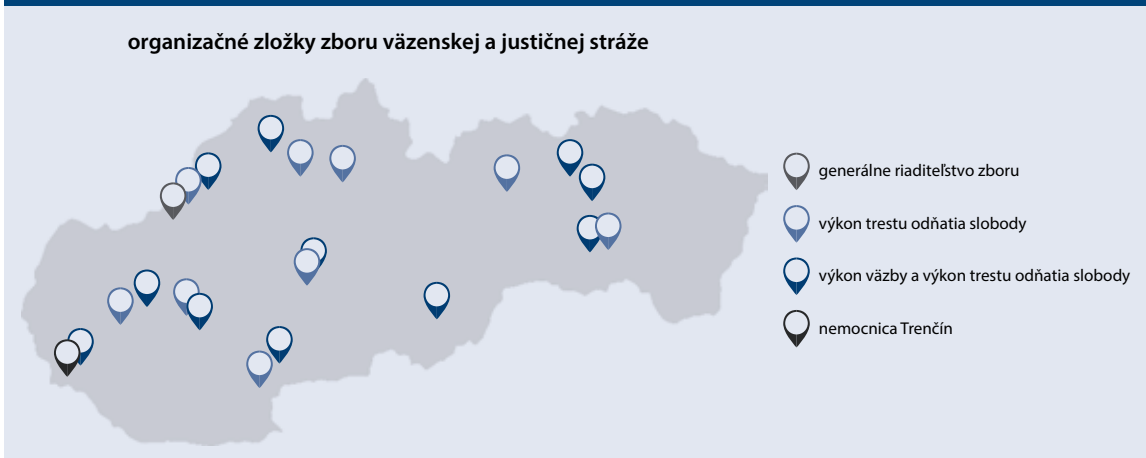 organizačné zložky zboru väzenskej a justičnej stráže
generálne riaditeľstvo zboru
výkon trestu odňatia slobody
výkon väzby a výkon trestu odňatia slobody
nemocnica Trenčín